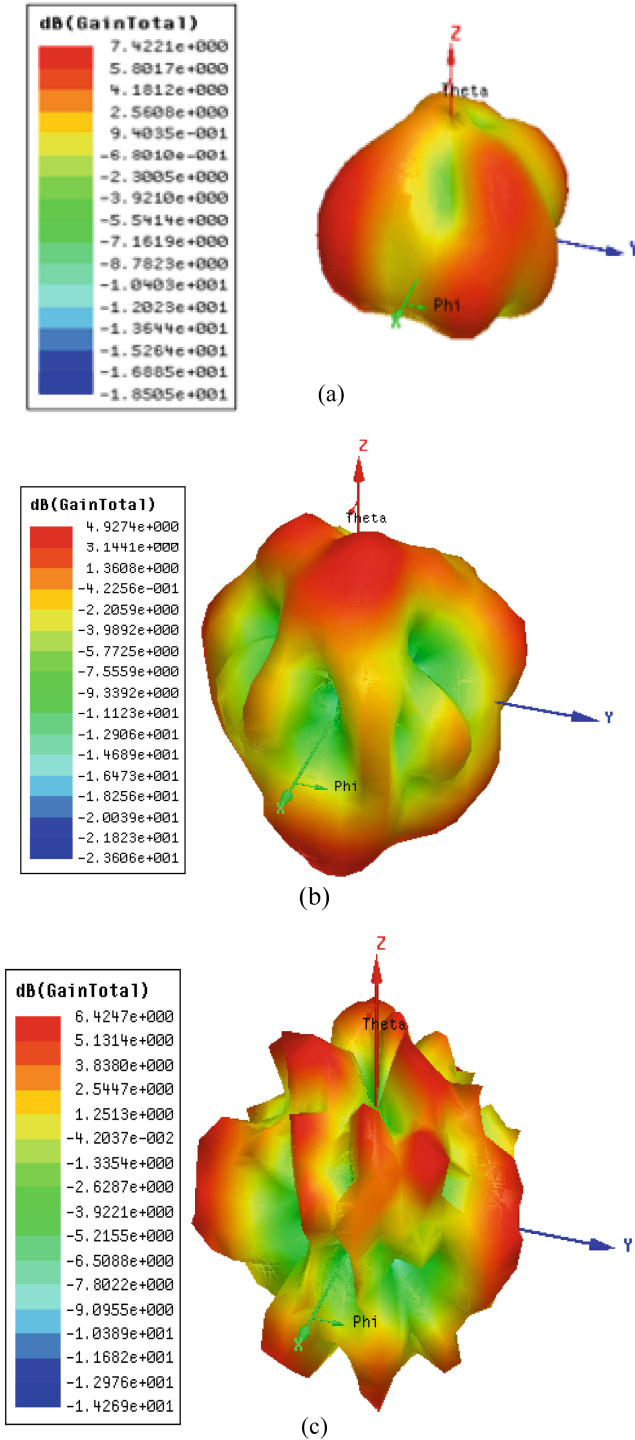 dB(GainTotal)
7.4221e+000
5.8017e+000
4.1812e+000
2.5608e+000
9.4035e-001
-6.8010e-001
-2.3005e+000
-3.9210e+000
-5.5414e+000
-7.1619e+000
-8.7823e+000
-1.0403e+001
-1.2023e+001
-1.3644e+001
-1.5264e+001
-1.6885e+001
-1.8505e+001
Z
Theta
Y
Phi
X
(a)
dB(GainTotal)
4.9274e+000
3.1441e+000
1.3608e+000
-4.2256e-001
-2.2059e+000
-3.9892e+000
-5.7725e+000
-7.5559e+000
-9.3392e+000
-1.1123e+001
-1.2906e+001
-1.4689e+001
-1.6473e+001
-1.8256e+001
-2.0039e+001
-2.1823e+001
-2.3606e+001
Z
Theta
Y
Phi
X
(b)
dB(GainTotal)
6.4247e+000
5.1314e+000
3.8380e+000
2.5447e+000
1.2513e+000
-4.2037e-002
-1.3354e+000
-2.6287e+000
-3.9221e+000
-5.2155e+000
-6.5088e+000
-7.8022e+000
-9.0955e+000
-1.0389e+001
-1.1682e+001
-1.2976e+001
-1.4269e+001
Z
Theta
Y
Phi
X
(c)